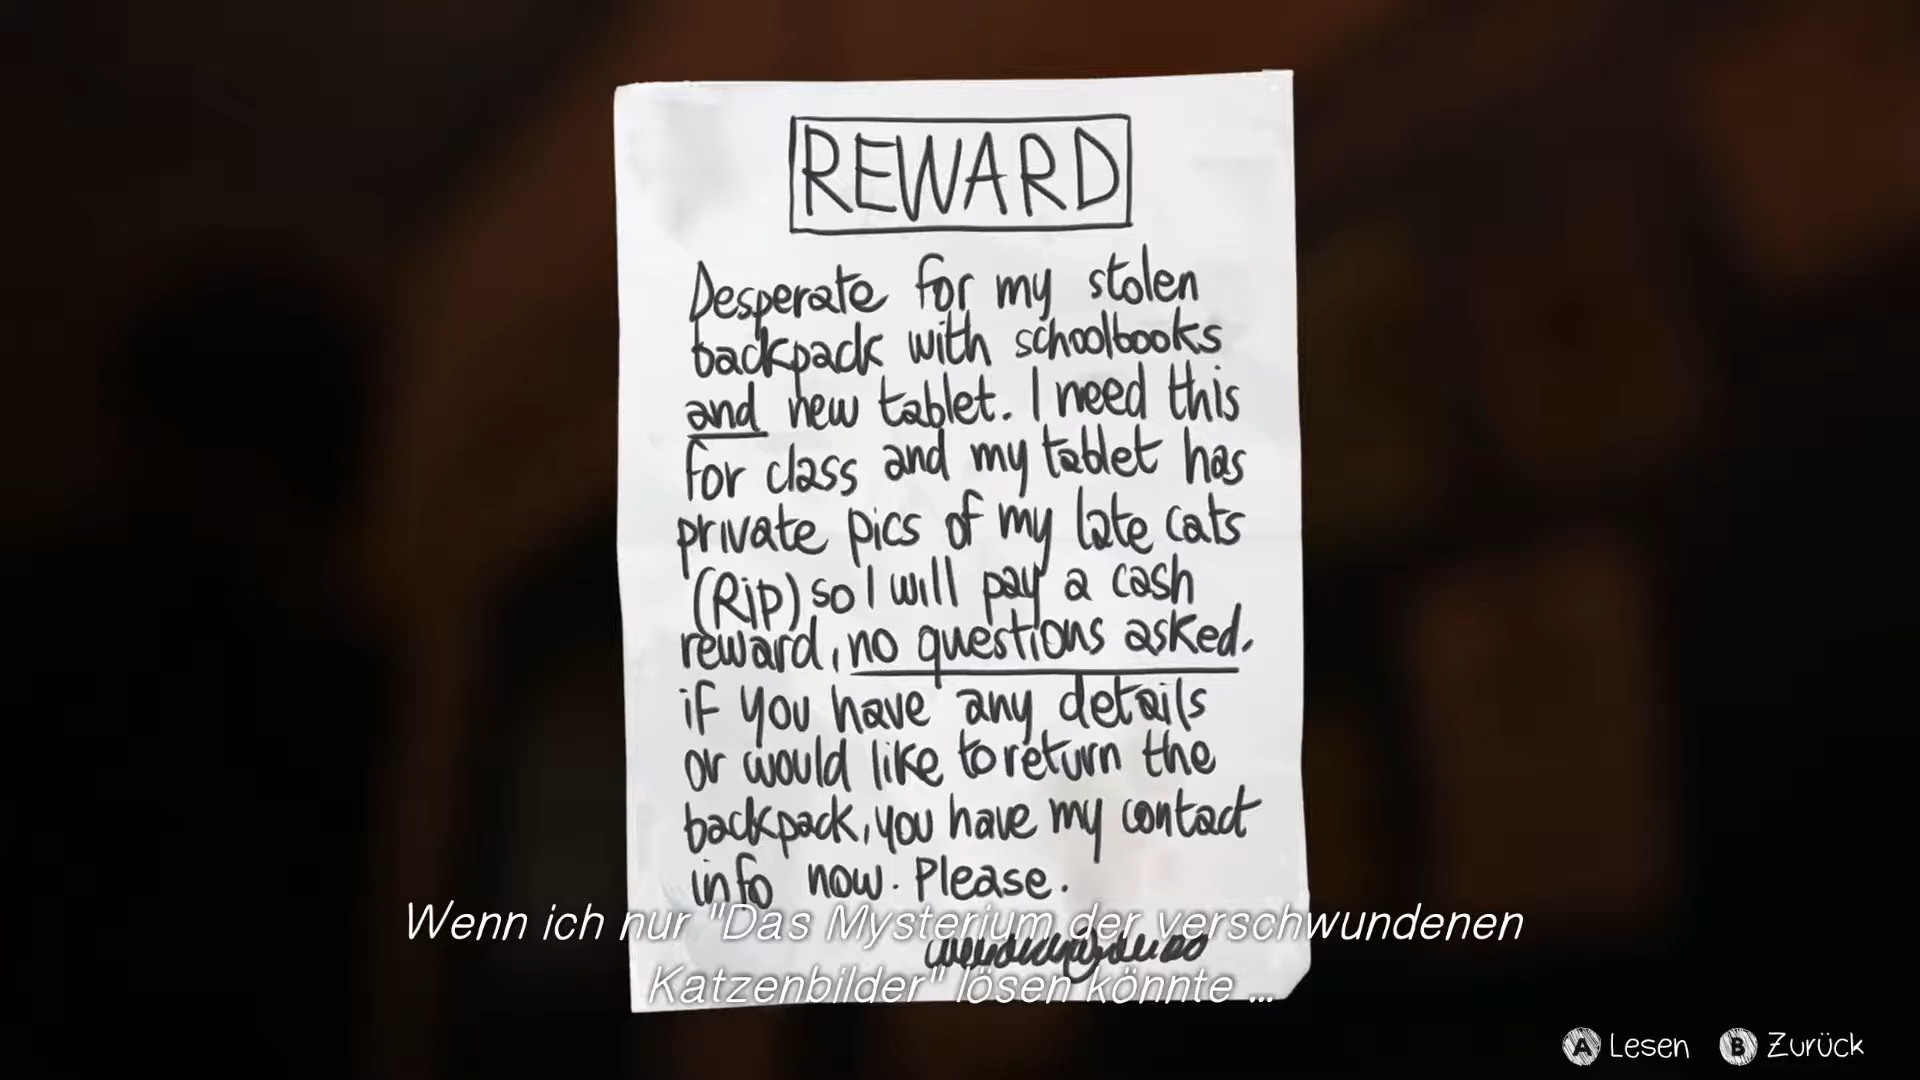 REWARD
Desperate for my stolen
backpack with schoolbooks
and new tablet. I need this
for class and my tablet has
private pics of my late cats
(RiP) so I will pay a cash
reward, no questions asked.
if you have any details
or would like to return the
backpack, you have my contact
info now. Please.
Wenn ich nur "Das Mysterium der verschwundenen
Katzenbilder" lösen könnte ...
A Lesen B Zurück